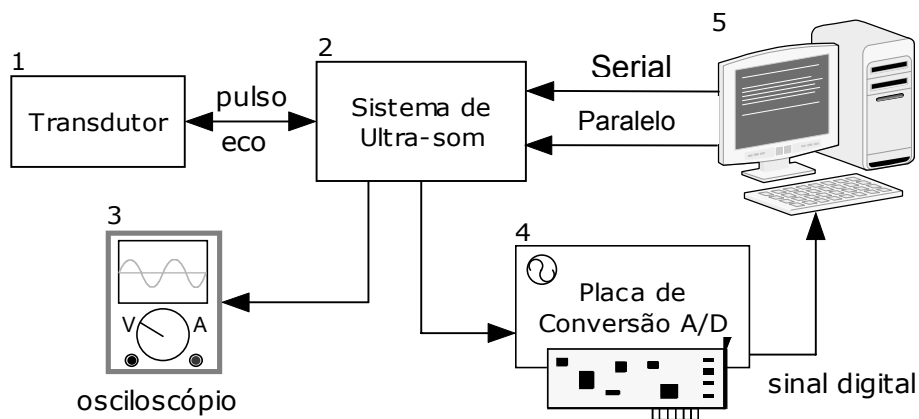 1
Transdutor
pulso
eco
2
Sistema de
Ultra-som
Serial
Paralelo
5
3
V
A
osciloscópio
4
Placa de
Conversão A/D
sinal digital